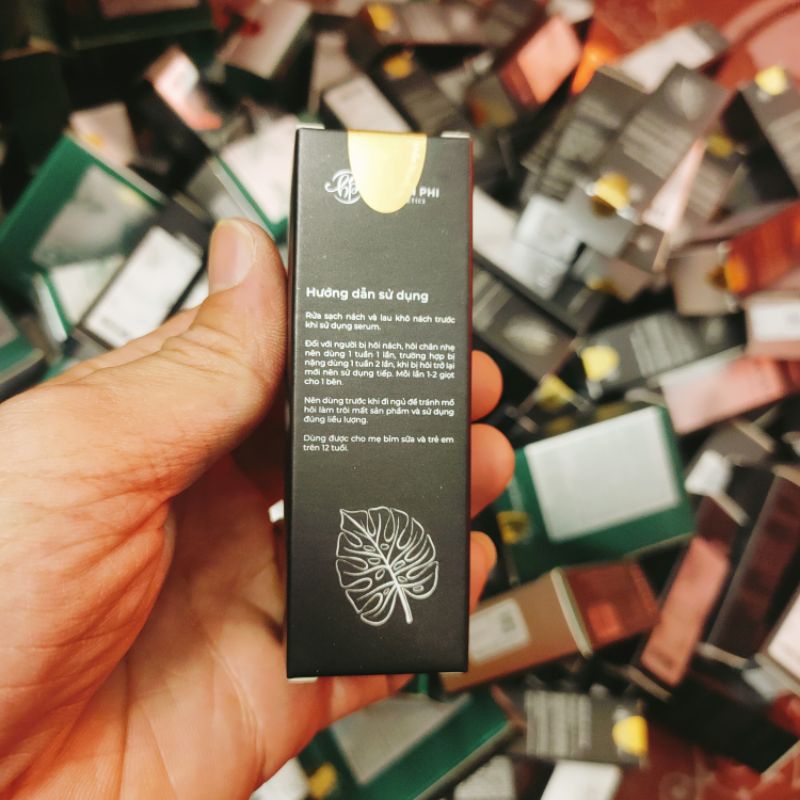 PHI
Hướng dẫn sử dụng
Rửa sạch nách và lau khô nách trước
khi sử dụng serum.
Đối với người bị hôi nách, hôi chân nhẹ
nên dùng 1 tuần 1 lần, trường hợp bị
nặng dùng 1 tuần 2 lần, khi bị hôi trở lại
mới nên sử dụng tiếp. Mỗi lần 1-2 giọt
cho 1 bên.
Nên dùng trước khi đi ngủ để tránh mồ
hôi làm trôi mất sản phẩm và sử dụng
đúng liều lượng.
Dùng được cho mẹ bỉm sữa và trẻ em
trên 12 tuổi.